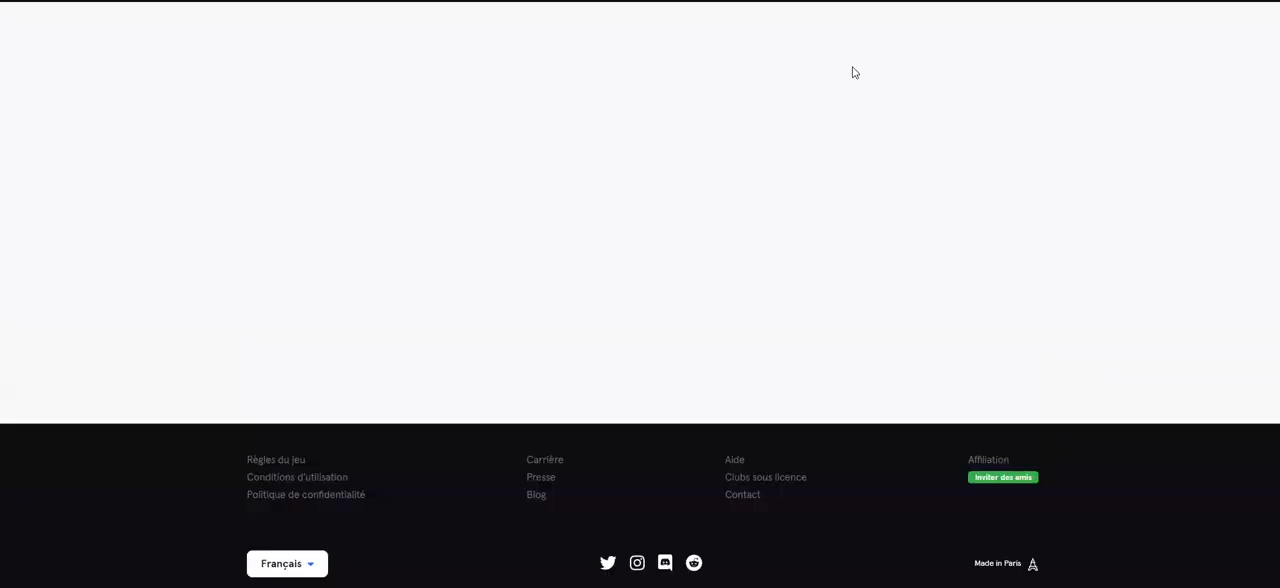 Règles du jeu
Conditions d'utilisation
Politique de confidentialité
Carrière
Presse
Blog
Aide
Clubs sous licence
Contact
Affiliation
Inviter des amis
Français
Made in Paris